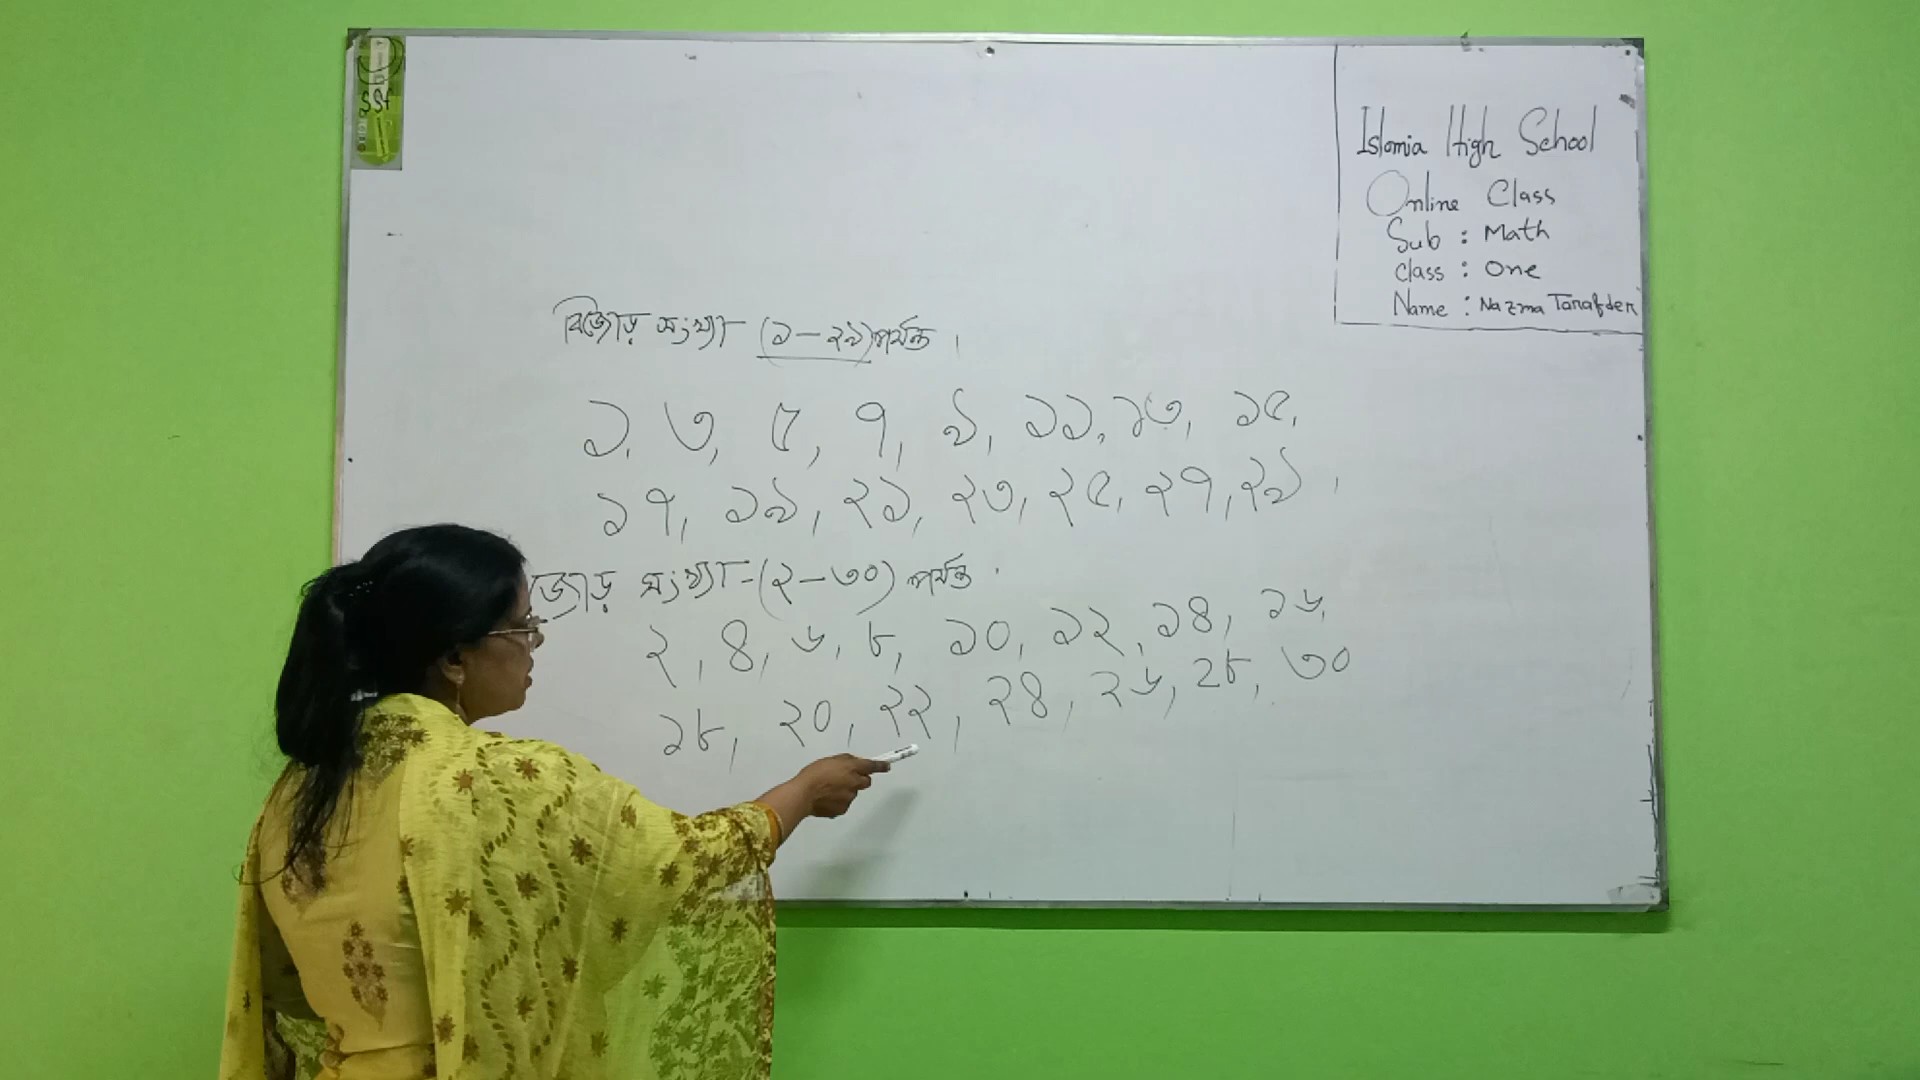 SSF
Islamia High School
Online Class
Sub : Math
Class : One
Name : Nazma Tarafder
বিজোড় সংখ্যা (১-২৯) পর্যন্ত ।
১, ৩, ৫, ৭, ৯, ১১, ১৩, ১৫,
১৭, ১৯, ২১, ২৩, ২৫, ২৭, ২৯ ,
জোড় সংখ্যা-(২-৩০) পর্যন্ত .
২, ৪, ৬, ৮, ১০, ১২, ১৪, ১৬,
১৮, ২০, ২২, ২৪, ২৬, ২৮, ৩০